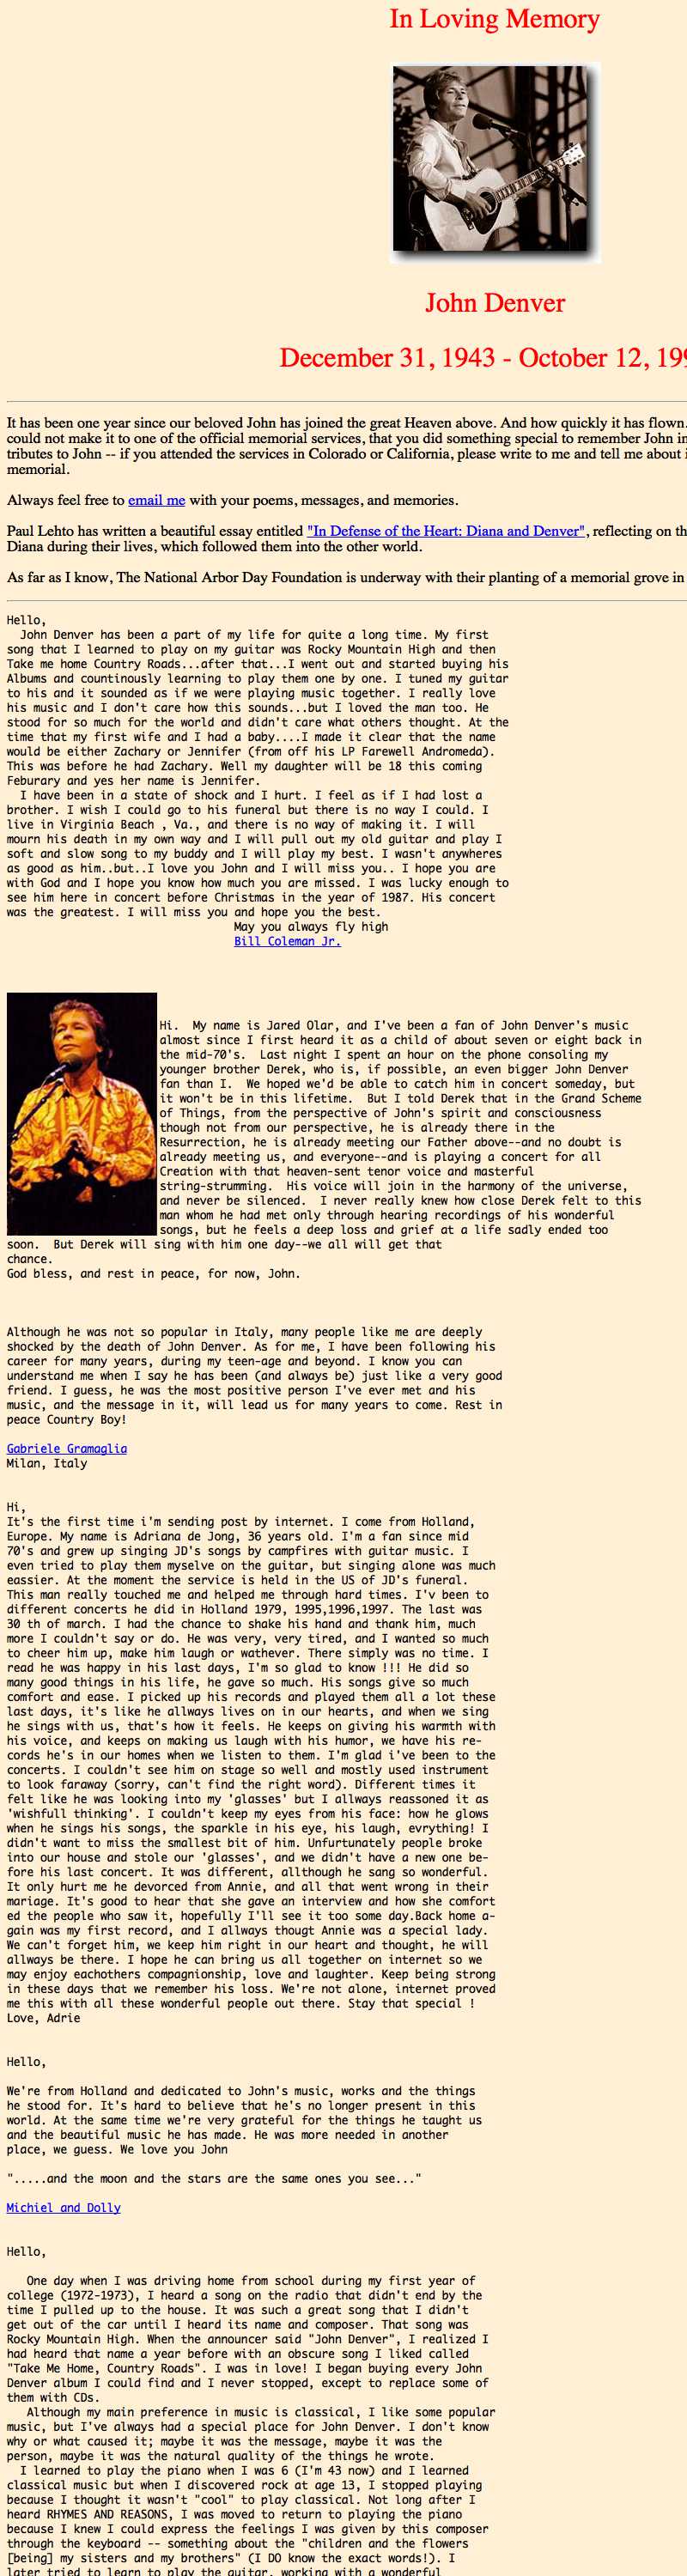 In Loving Memory
John Denver
December 31, 1943 - October 12, 199
It has been one year since our beloved John has joined the great Heaven above. And how quickly it has flown.
could not make it to one of the official memorial services, that you did something special to remember John in
tributes to John -- if you attended the services in Colorado or California, please write to me and tell me about
memorial.
Always feel free to email me with your poems, messages, and memories.
Paul Lehto has written a beautiful essay entitled "In Defense of the Heart: Diana and Denver", reflecting on th
Diana during their lives, which followed them into the other world.
As far as I know, The National Arbor Day Foundation is underway with their planting of a memorial grove in
Hello,
John Denver has been a part of my life for quite a long time. My first
song that I learned to play on my guitar was Rocky Mountain High and then
Take me home Country Roads...after that...I went out and started buying his
Albums and countinously learning to play them one by one. I tuned my guitar
to his and it sounded as if we were playing music together. I really love
his music and I don't care how this sounds...but I loved the man too. He
stood for so much for the world and didn't care what others thought. At the
time that my first wife and I had a baby....I made it clear that the name
would be either Zachary or Jennifer (from off his LP Farewell Andromeda).
This was before he had Zachary. Well my daughter will be 18 this coming
Feburary and yes her name is Jennifer.
I have been in a state of shock and I hurt. I feel as if I had lost a
brother. I wish I could go to his funeral but there is no way I could. I
live in Virginia Beach , Va., and there is no way of making it. I will
mourn his death in my own way and I will pull out my old guitar and play I
soft and slow song to my buddy and I will play my best. I wasn't anywheres
as good as him..but..I love you John and I will miss you.. I hope you are
with God and I hope you know how much you are missed. I was lucky enough to
see him here in concert before Christmas in the year of 1987. His concert
was the greatest. I will miss you and hope you the best.
May you always fly high
Bill Coleman Jr.
Hi.  My name is Jared Olar, and I've been a fan of John Denver's music
almost since I first heard it as a child of about seven or eight back in
the mid-70's.  Last night I spent an hour on the phone consoling my
younger brother Derek, who is, if possible, an even bigger John Denver
fan than I.  We hoped we'd be able to catch him in concert someday, but
it won't be in this lifetime.  But I told Derek that in the Grand Scheme
of Things, from the perspective of John's spirit and consciousness
though not from our perspective, he is already there in the
Resurrection, he is already meeting our Father above--and no doubt is
already meeting us, and everyone--and is playing a concert for all
Creation with that heaven-sent tenor voice and masterful
string-strumming.  His voice will join in the harmony of the universe,
and never be silenced.  I never really knew how close Derek felt to this
man whom he had met only through hearing recordings of his wonderful
songs, but he feels a deep loss and grief at a life sadly ended too
soon.  But Derek will sing with him one day--we all will get that
chance.
God bless, and rest in peace, for now, John.
Although he was not so popular in Italy, many people like me are deeply
shocked by the death of John Denver. As for me, I have been following his
career for many years, during my teen-age and beyond. I know you can
understand me when I say he has been (and always be) just like a very good
friend. I guess, he was the most positive person I've ever met and his
music, and the message in it, will lead us for many years to come. Rest in
peace Country Boy!
Gabriele Gramaglia
Milan, Italy
Hi,
It's the first time i'm sending post by internet. I come from Holland,
Europe. My name is Adriana de Jong, 36 years old. I'm a fan since mid
70's and grew up singing JD's songs by campfires with guitar music. I
even tried to play them myselve on the guitar, but singing alone was much
eassier. At the moment the service is held in the US of JD's funeral.
This man really touched me and helped me through hard times. I'v been to
different concerts he did in Holland 1979, 1995,1996,1997. The last was
30 th of march. I had the chance to shake his hand and thank him, much
more I couldn't say or do. He was very, very tired, and I wanted so much
to cheer him up, make him laugh or wathever. There simply was no time. I
read he was happy in his last days, I'm so glad to know !!! He did so
many good things in his life, he gave so much. His songs give so much
comfort and ease. I picked up his records and played them all a lot these
last days, it's like he allways lives on in our hearts, and when we sing
he sings with us, that's how it feels. He keeps on giving his warmth with
his voice, and keeps on making us laugh with his humor, we have his re-
cords he's in our homes when we listen to them. I'm glad i've been to the
concerts. I couldn't see him on stage so well and mostly used instrument
to look faraway (sorry, can't find the right word). Different times it
felt like he was looking into my 'glasses' but I allways reassoned it as
'wishfull thinking'. I couldn't keep my eyes from his face: how he glows
when he sings his songs, the sparkle in his eye, his laugh, evrything! I
didn't want to miss the smallest bit of him. Unfortunately people broke
into our house and stole our 'glasses', and we didn't have a new one be-
fore his last concert. It was different, allthough he sang so wonderful.
It only hurt me he devorced from Annie, and all that went wrong in their
mariage. It's good to hear that she gave an interview and how she comfort
ed the people who saw it, hopefully I'll see it too some day.Back home a-
gain was my first record, and I allways thougt Annie was a special lady.
We can't forget him, we keep him right in our heart and thought, he will
allways be there. I hope he can bring us all together on internet so we
may enjoy eachothers compagnionship, love and laughter. Keep being strong
in these days that we remember his loss. We're not alone, internet proved
me this with all these wonderful people out there. Stay that special !
Love, Adrie
Hello,
We're from Holland and dedicated to John's music, works and the things
he stood for. It's hard to believe that he's no longer present in this
world. At the same time we're very grateful for the things he taught us
and the beautiful music he has made. He was more needed in another
place, we guess. We love you John
".....and the moon and the stars are the same ones you see..."
Michiel and Dolly
Hello,
One day when I was driving home from school during my first year of
college (1972-1973), I heard a song on the radio that didn't end by the
time I pulled up to the house. It was such a great song that I didn't
get out of the car until I heard its name and composer. That song was
Rocky Mountain High. When the announcer said "John Denver", I realized I
had heard that name a year before with an obscure song I liked called
"Take Me Home, Country Roads". I was in love! I began buying every John
Denver album I could find and I never stopped, except to replace some of
them with CDs.
Although my main preference in music is classical, I like some popular
music, but I've always had a special place for John Denver. I don't know
why or what caused it; maybe it was the message, maybe it was the
person, maybe it was the natural quality of the things he wrote.
I learned to play the piano when I was 6 (I'm 43 now) and I learned
classical music but when I discovered rock at age 13, I stopped playing
because I thought it wasn't "cool" to play classical. Not long after I
heard RHYMES AND REASONS, I was moved to return to playing the piano
because I knew I could express the feelings I was given by this composer
through the keyboard -- something about the "children and the flowers
[being] my sisters and my brothers" (I DO know the exact words!). I
later tried to learn to play the guitar, working with a wonderful